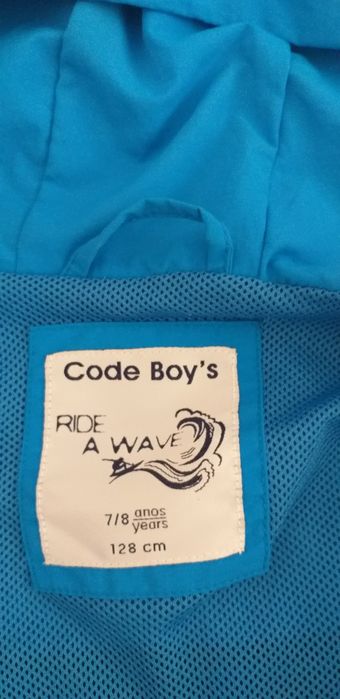 Code Boy's
RIDE
A WAVE
7/8 anos
years
128 cm